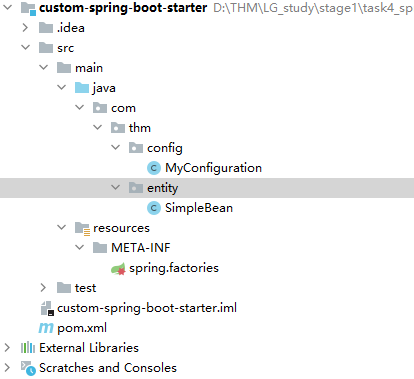 custom-spring-boot-starter D:\THM\LG_study\stage1\task4_sp
.idea
src
main
java
com
thm
config
MyConfiguration
entity
SimpleBean
resources
META-INF
spring.factories
test
custom-spring-boot-starter.iml
pom.xml
External Libraries
Scratches and Consoles